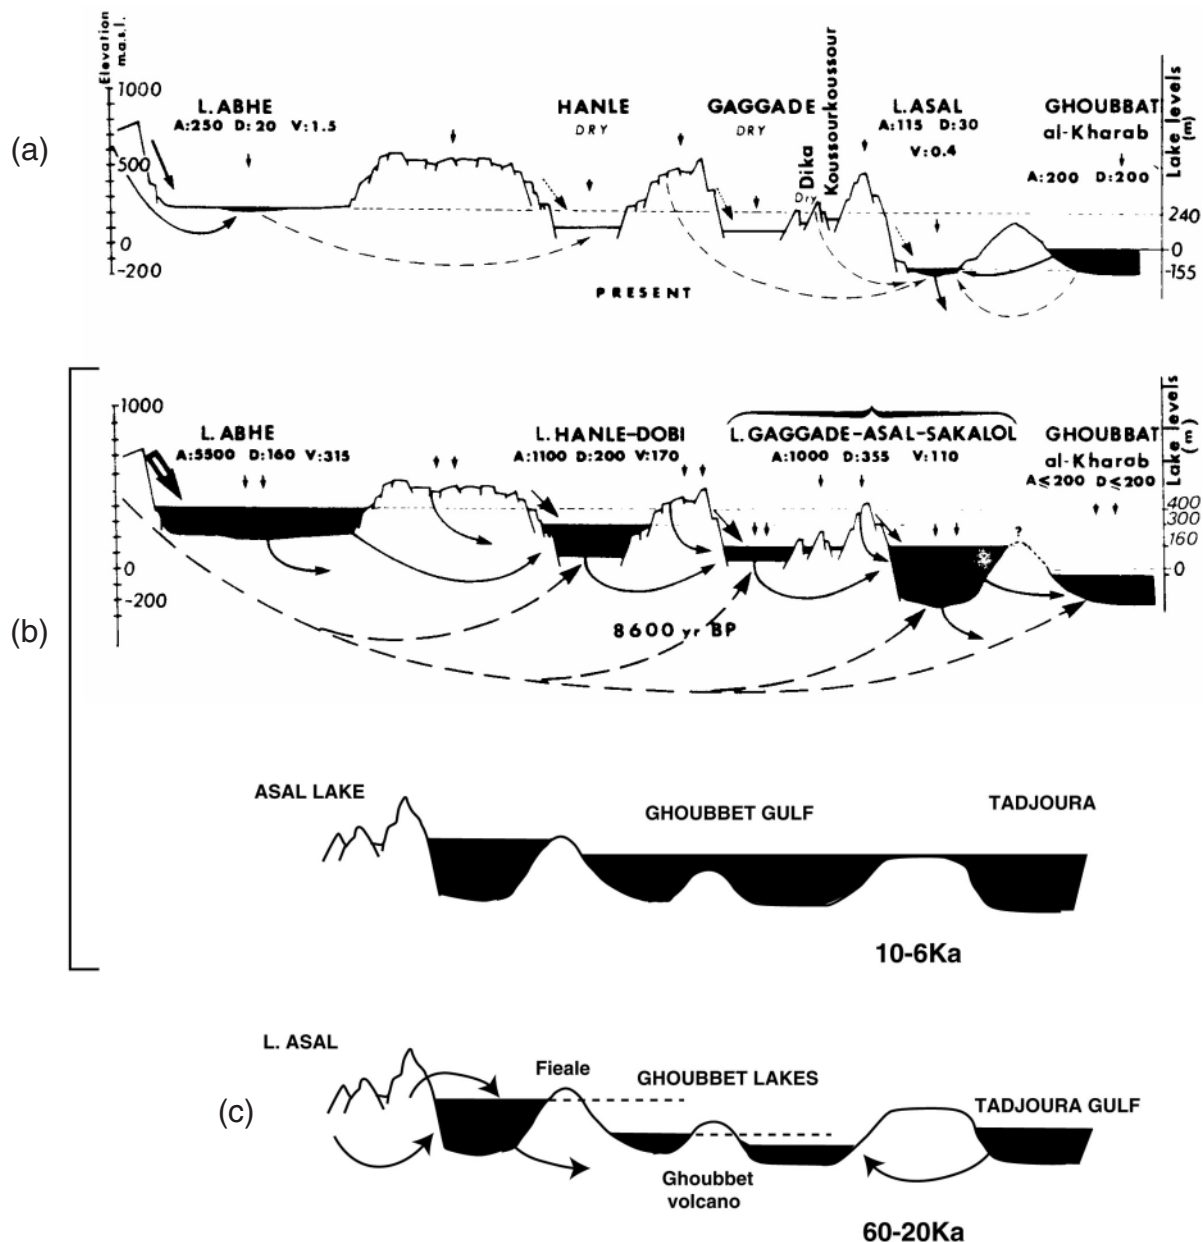 (a)
Elevation
m.a.s.l.
1000
500
0
-200
L. ABHE
A:250 D:20 V:1.5
HANLE
DRY
GAGGADE
DRY
Dika
Dry
Koussourkoussour
L.ASAL
A:115 D:30
V:0.4
GHOUBBAT
al-Kharab
A:200 D:200
Lake levels
(m)
240
0
-155
PRESENT
(b)
1000
500
0
-200
L. ABHE
A:5500 D:160 V:315
L. HANLE-DOBI
A:1100 D:200 V:170
L. GAGGADE-ASAL-SAKALOL
A:1000 D:355 V:110
GHOUBBAT
al-Kharab
A≤200 D≤200
Lake levels
(m)
400
300
160
0
?
8600 yr BP
ASAL LAKE
GHOUBBET GULF
TADJOURA
10-6Ka
(c)
L. ASAL
Fieale
GHOUBBET LAKES
TADJOURA GULF
Ghoubbet
volcano
60-20Ka